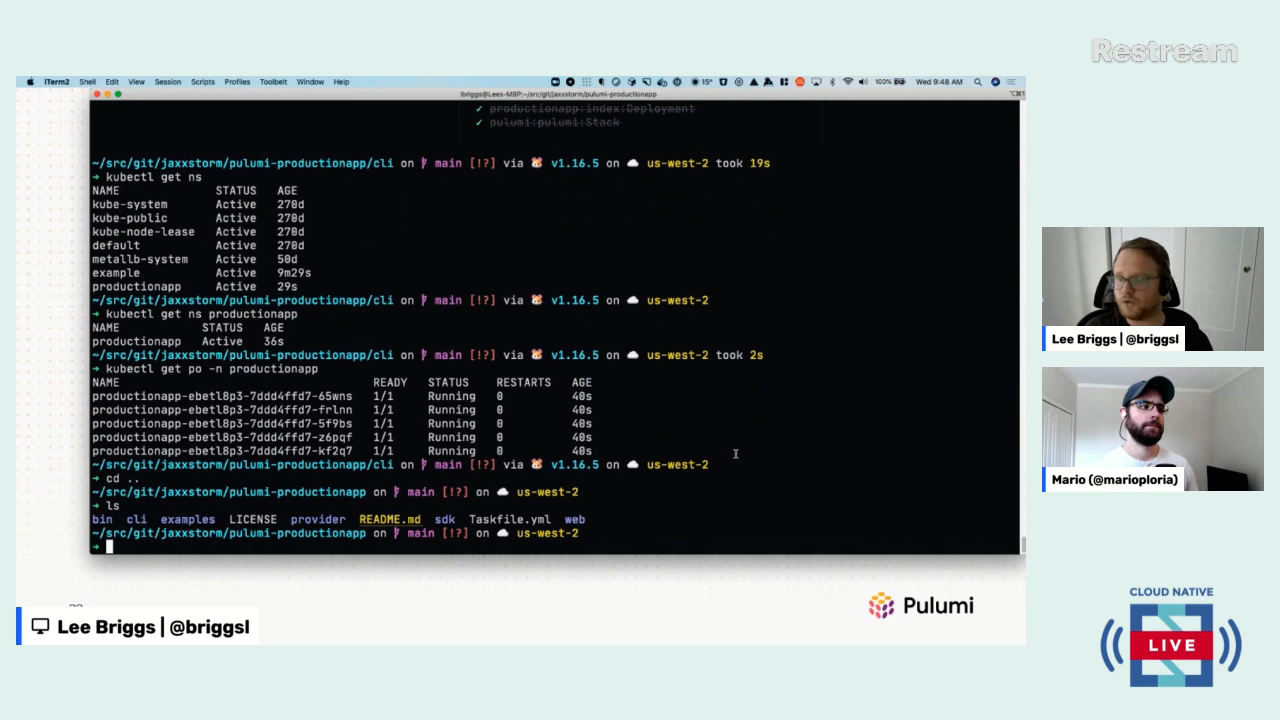 Restream
iTerm2 Shell Edit View Session Scripts Profiles Toolbelt Window Help
15° 100% Wed 9:48 AM
lbriggs@Lees-MBP:~/src/git/jaxxstorm/pulumi-productionapp
✓ productionapp:index:Deployment
✓ pulumi:pulumi:Stack
~/src/git/jaxxstorm/pulumi-productionapp/cli on main [!?] via v1.16.5 on us-west-2 took 19s
➜ kubectl get ns
NAME STATUS AGE
kube-system Active 270d
kube-public Active 270d
kube-node-lease Active 270d
default Active 270d
metallb-system Active 50d
example Active 9m29s
productionapp Active 29s
~/src/git/jaxxstorm/pulumi-productionapp/cli on main [!?] via v1.16.5 on us-west-2
➜ kubectl get ns productionapp
NAME STATUS AGE
productionapp Active 36s
~/src/git/jaxxstorm/pulumi-productionapp/cli on main [!?] via v1.16.5 on us-west-2 took 2s
➜ kubectl get po -n productionapp
NAME READY STATUS RESTARTS AGE
productionapp-ebetl8p3-7ddd4ffd7-65wns 1/1 Running 0 40s
productionapp-ebetl8p3-7ddd4ffd7-frlnn 1/1 Running 0 40s
productionapp-ebetl8p3-7ddd4ffd7-5f9bs 1/1 Running 0 40s
productionapp-ebetl8p3-7ddd4ffd7-z6pqf 1/1 Running 0 40s
productionapp-ebetl8p3-7ddd4ffd7-kf2q7 1/1 Running 0 40s
~/src/git/jaxxstorm/pulumi-productionapp/cli on main [!?] via v1.16.5 on us-west-2
➜ cd ..
~/src/git/jaxxstorm/pulumi-productionapp on main [!?] on us-west-2
➜ ls
bin cli examples LICENSE provider README.md sdk Taskfile.yml web
~/src/git/jaxxstorm/pulumi-productionapp on main [!?] on us-west-2
➜
Pulumi
Lee Briggs | @briggsl
Lee Briggs | @briggsl
Mario (@marioploria)
CLOUD NATIVE
LIVE